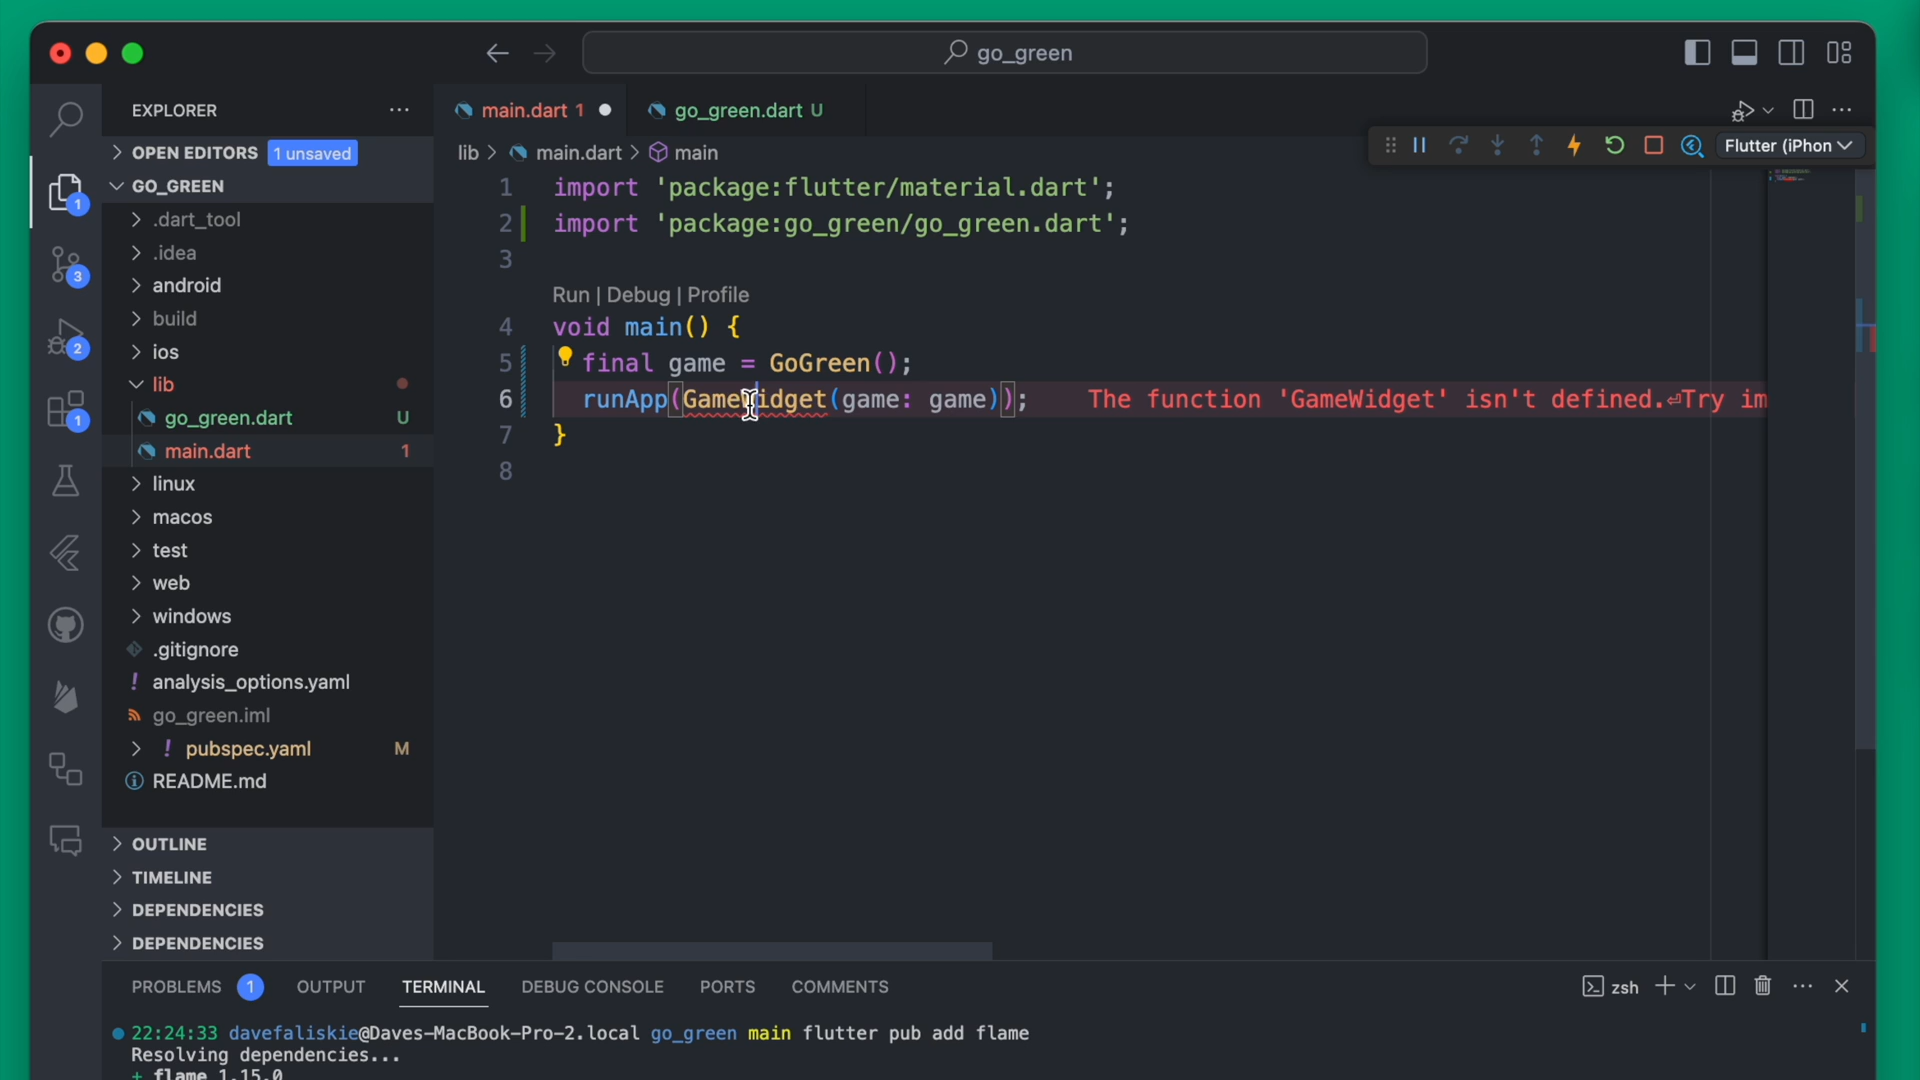 go_green
EXPLORER
OPEN EDITORS 1 unsaved
GO_GREEN
.dart_tool
.idea
android
build
ios
lib
go_green.dart U
main.dart 1
linux
macos
test
web
windows
.gitignore
! analysis_options.yaml
go_green.iml
! pubspec.yaml M
README.md
OUTLINE
TIMELINE
DEPENDENCIES
DEPENDENCIES
1
3
2
1
main.dart 1
go_green.dart U
lib > main.dart > main
Flutter (iPhon
1 import 'package:flutter/material.dart';
2 import 'package:go_green/go_green.dart';
3
Run | Debug | Profile
4 void main() {
5 final game = GoGreen();
6 runApp(GameWidget(game: game)); The function 'GameWidget' isn't defined.⏎Try im
7 }
8
PROBLEMS 1 OUTPUT TERMINAL DEBUG CONSOLE PORTS COMMENTS
zsh
22:24:33 davefaliskie@Daves-MacBook-Pro-2.local go_green main flutter pub add flame
Resolving dependencies...
+ flame 1.15.0